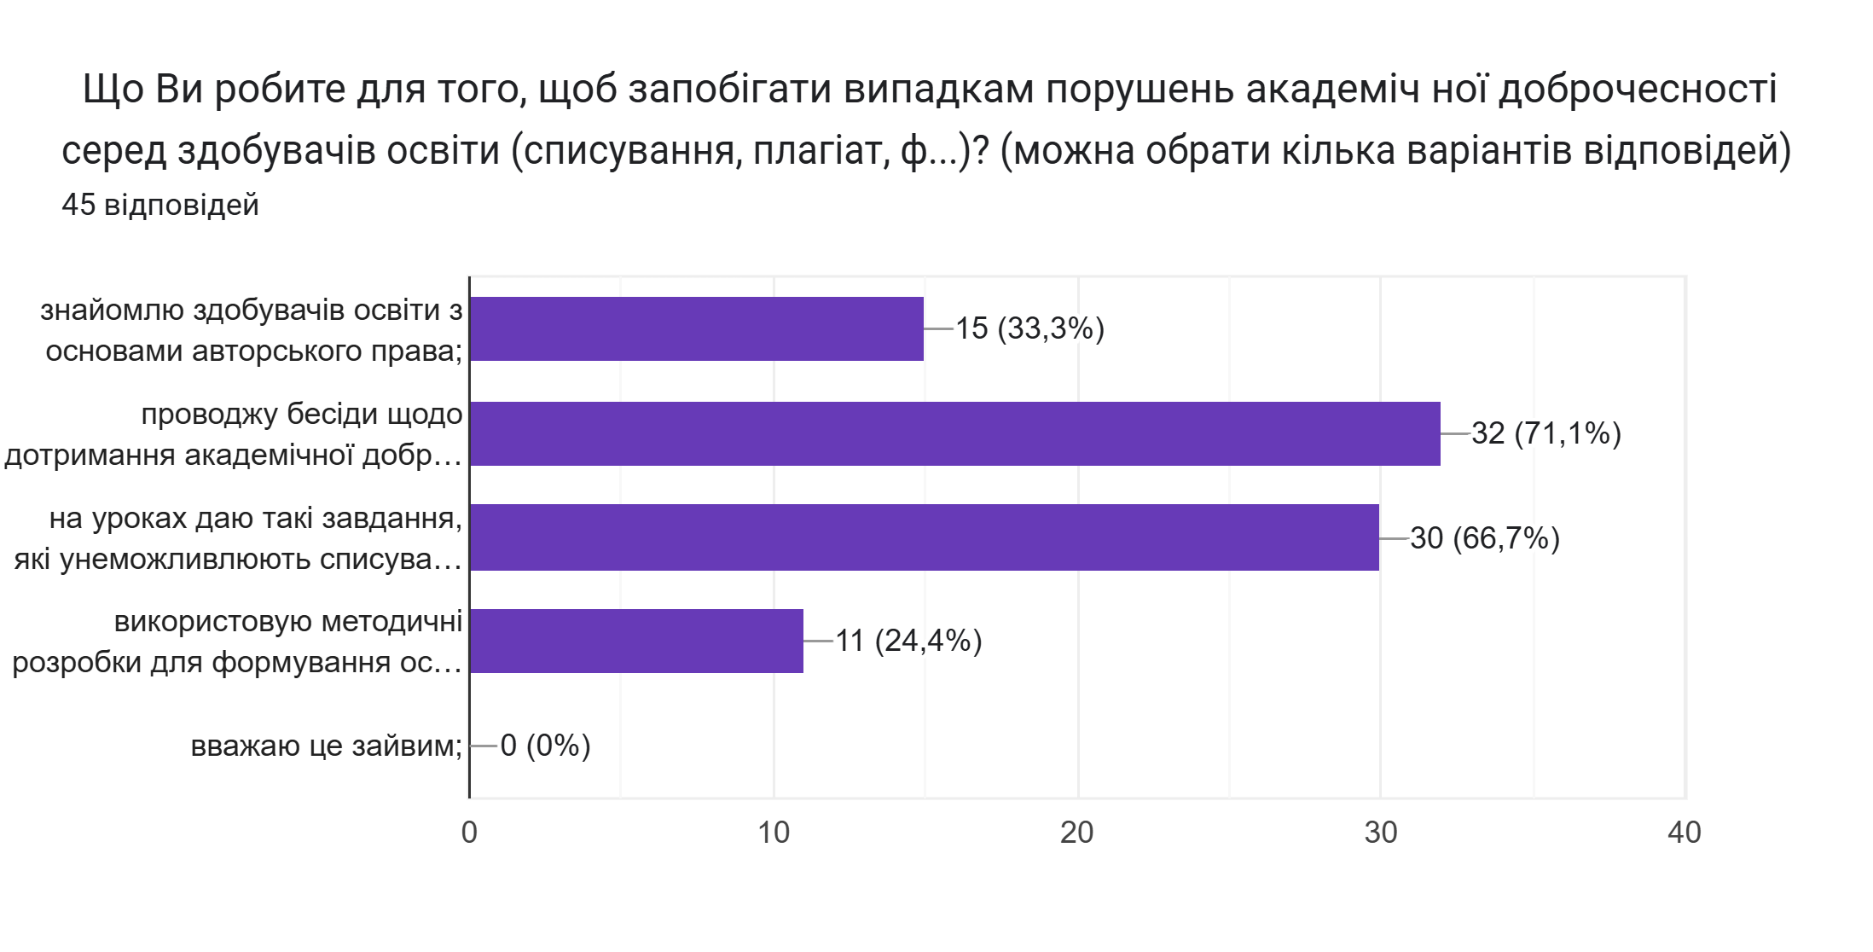 Що Ви робите для того, щоб запобігати випадкам порушень академіч ної доброчесності
серед здобувачів освіти (списування, плагіат, ф...)? (можна обрати кілька варіантів відповідей)
45 відповідей
знайомлю здобувачів освіти з
основами авторського права;
15 (33,3%)
проводжу бесіди щодо
дотримання академічної добр…
32 (71,1%)
на уроках даю такі завдання,
які унеможливлюють списува…
30 (66,7%)
використовую методичні
розробки для формування ос…
11 (24,4%)
вважаю це зайвим;
0 (0%)
0 10 20 30 40